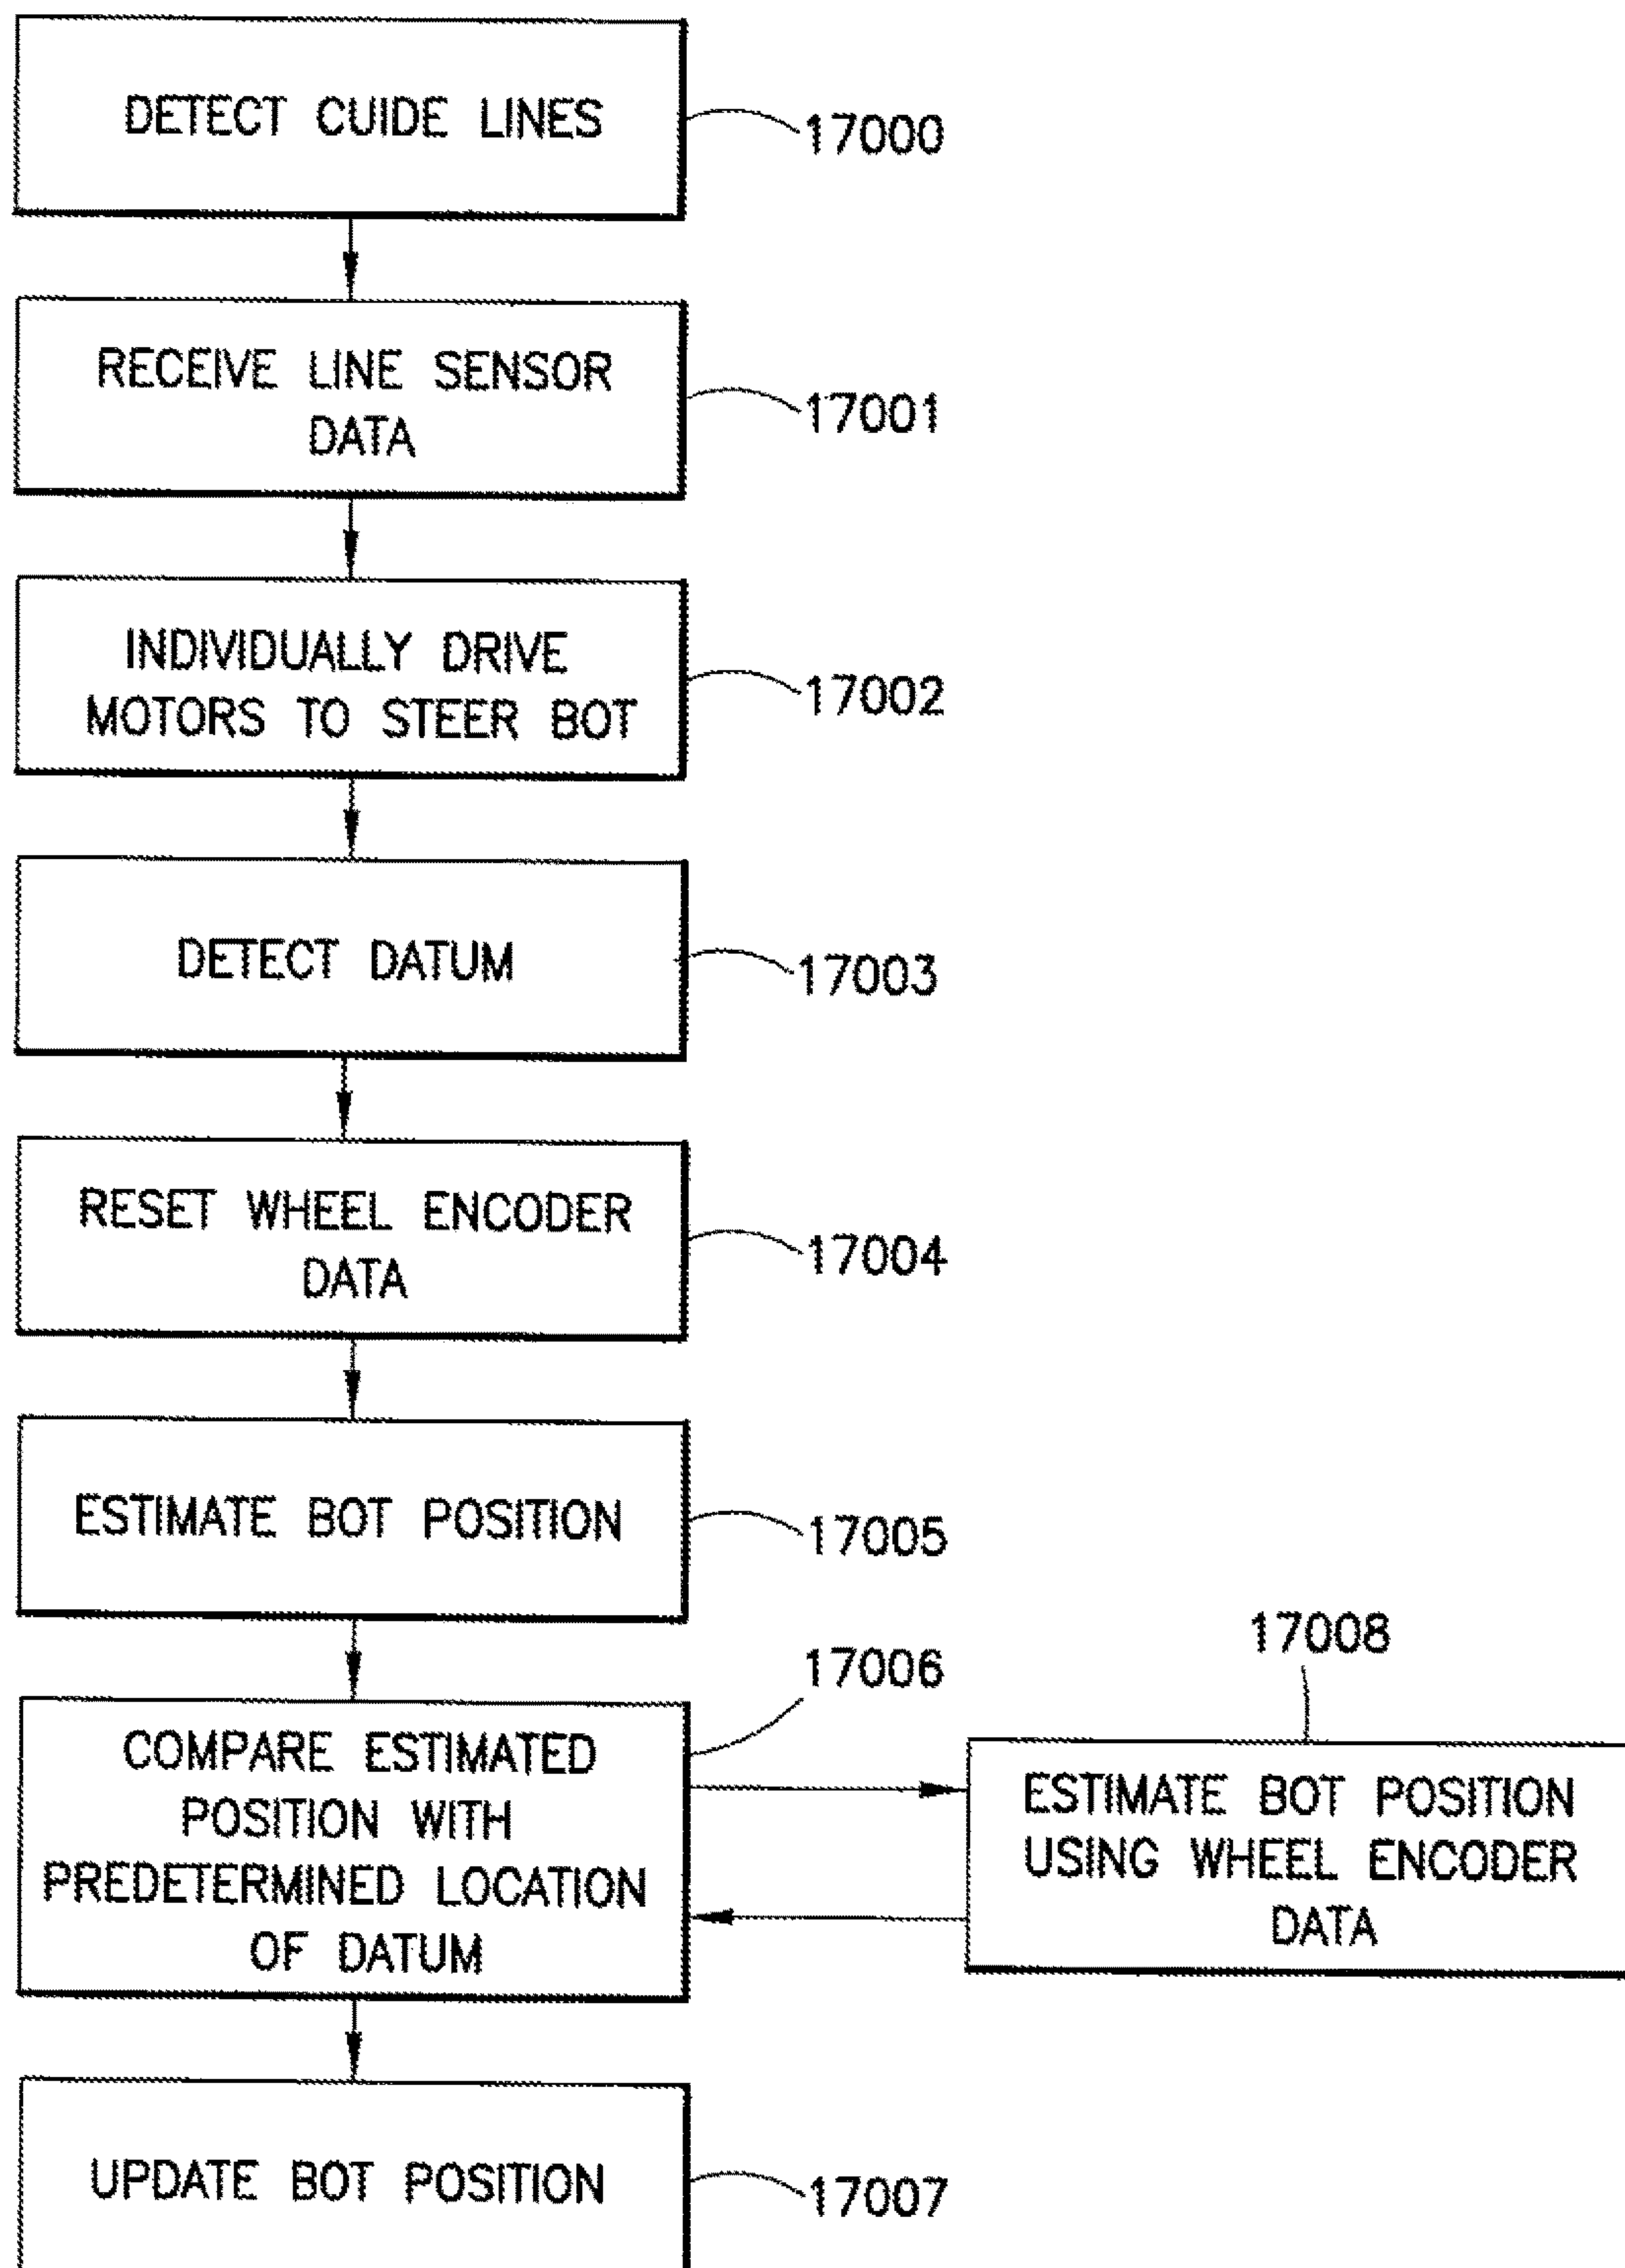 DETECT CUIDE LINES
17000
RECEIVE LINE SENSOR
DATA
17001
INDIVIDUALLY DRIVE
MOTORS TO STEER BOT
17002
DETECT DATUM
17003
RESET WHEEL ENCODER
DATA
17004
ESTIMATE BOT POSITION
17005
COMPARE ESTIMATED
POSITION WITH
PREDETERMINED LOCATION
OF DATUM
17006
17008
ESTIMATE BOT POSITION
USING WHEEL ENCODER
DATA
UPDATE BOT POSITION
17007